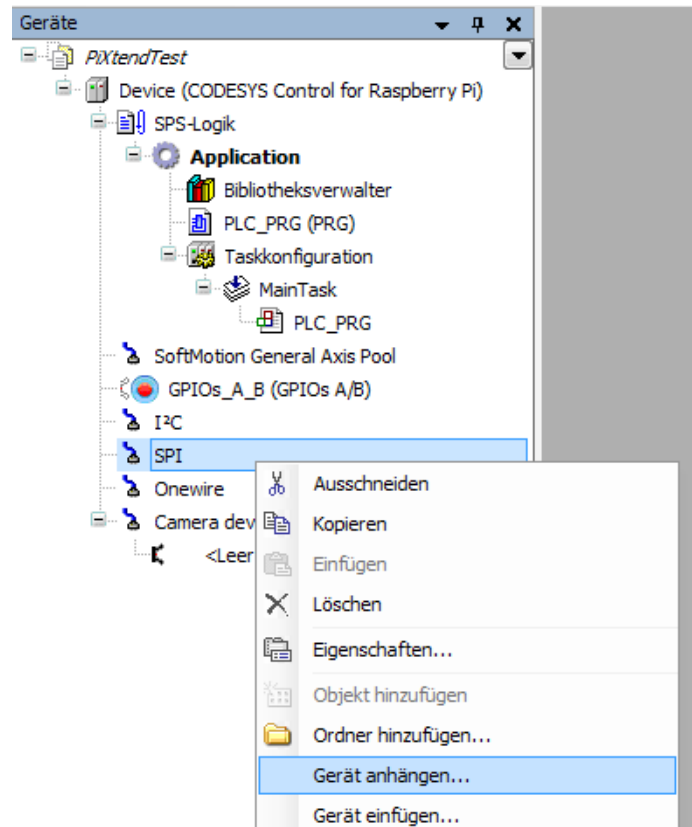 Geräte
PiXtendTest
Device (CODESYS Control for Raspberry Pi)
SPS-Logik
Application
Bibliotheksverwalter
PLC_PRG (PRG)
Taskkonfiguration
MainTask
PLC_PRG
SoftMotion General Axis Pool
GPIOs_A_B (GPIOs A/B)
I²C
SPI
Onewire
Camera dev
<Leer
Ausschneiden
Kopieren
Einfügen
Löschen
Eigenschaften...
Objekt hinzufügen
Ordner hinzufügen...
Gerät anhängen...
Gerät einfügen...